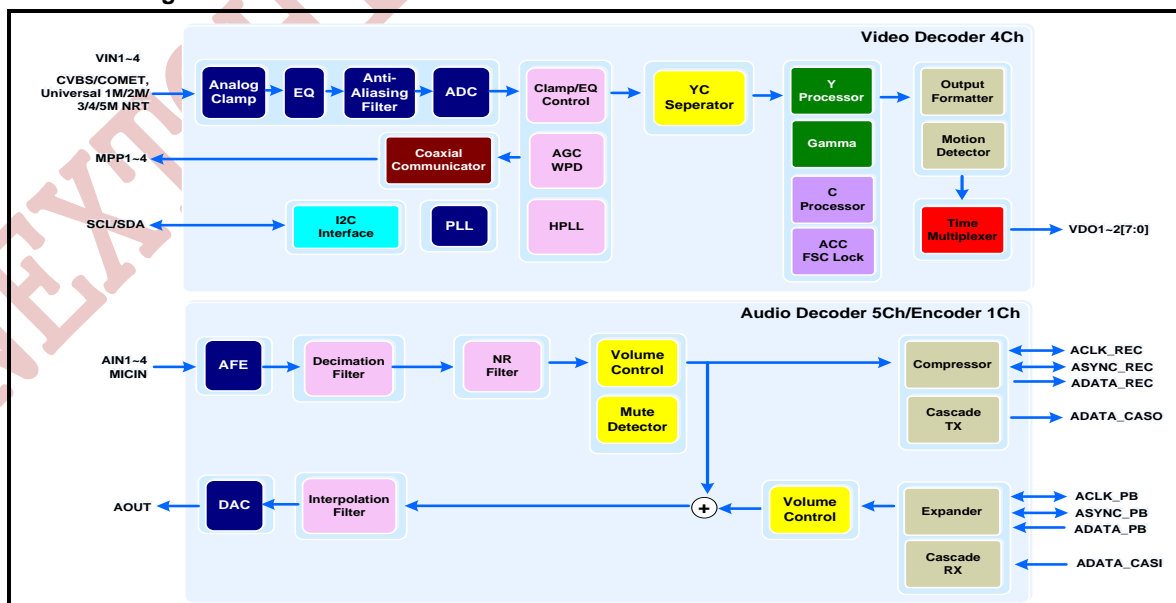 Video Decoder 4Ch
VIN1~4
CVBS/COMET,
Universal 1M/2M/
3/4/5M NRT
Analog
Clamp
EQ
Anti-
Aliasing
Filter
ADC
Clamp/EQ
Control
YC
Seperator
Y
Processor
Output
Formatter
MPP1~4
Coaxial
Communicator
AGC
WPD
Gamma
Motion
Detector
SCL/SDA
I2C
Interface
PLL
HPLL
C
Processor
ACC
FSC Lock
Time
Multiplexer
VDO1~2[7:0]
Audio Decoder 5Ch/Encoder 1Ch
AIN1~4
MICIN
AFE
Decimation
Filter
NR
Filter
Volume
Control
Mute
Detector
Compressor
Cascade
TX
ACLK_REC
ASYNC_REC
ADATA_REC
ADATA_CASO
AOUT
DAC
Interpolation
Filter
+
Volume
Control
Expander
Cascade
RX
ACLK_PB
ASYNC_PB
ADATA_PB
ADATA_CASI